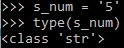 >>> s_num = '5'
>>> type(s_num)
<class 'str'>